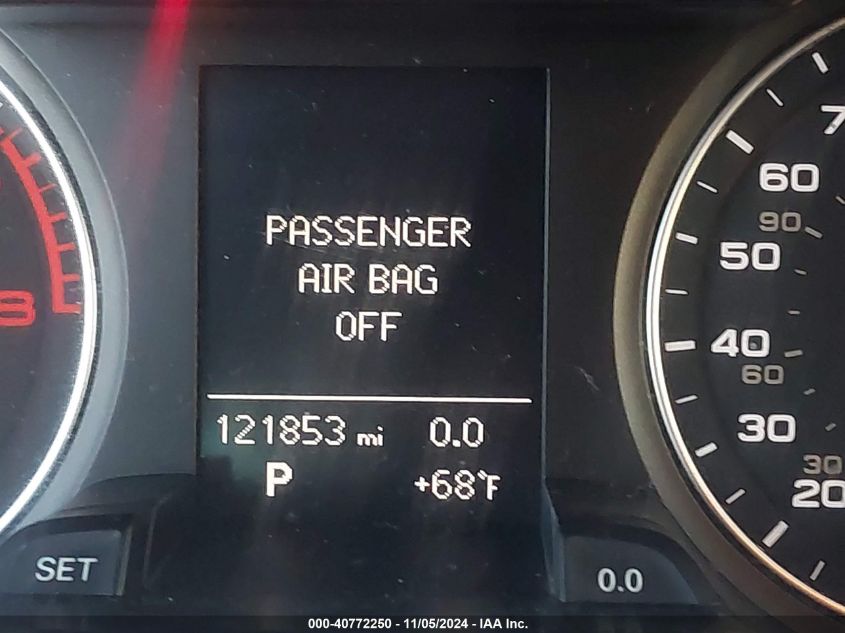 PASSENGER
AIR BAG
OFF
121853 mi 0.0
P +68°F
SET
0.0
8
60
90
50
40
60
30
30
20
000-40772250 - 11/05/2024 - IAA Inc.